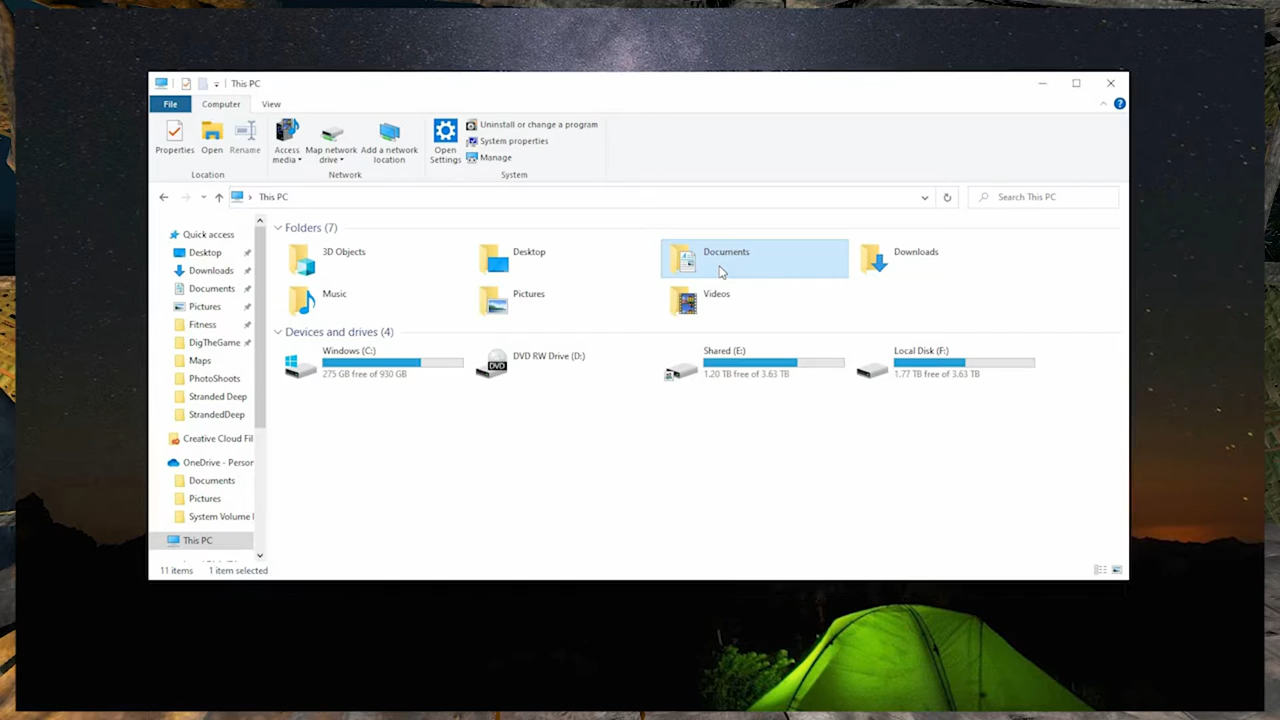 This PC
File Computer View
Properties Open Rename Access media Map network drive Add a network location Open Settings Uninstall or change a program
System properties
Manage
Location Network System
This PC Search This PC
Quick access
Desktop
Downloads
Documents
Pictures
Fitness
DigTheGame
Maps
PhotoShoots
Stranded Deep
StrandedDeep
Creative Cloud Fil
OneDrive - Person
Documents
Pictures
System Volume I
This PC
Folders (7)
3D Objects Desktop Documents Downloads
Music Pictures Videos
Devices and drives (4)
Windows (C:)
275 GB free of 930 GB
DVD
DVD RW Drive (D:)
Shared (E:)
1.20 TB free of 3.63 TB
Local Disk (F:)
1.77 TB free of 3.63 TB
11 items 1 item selected